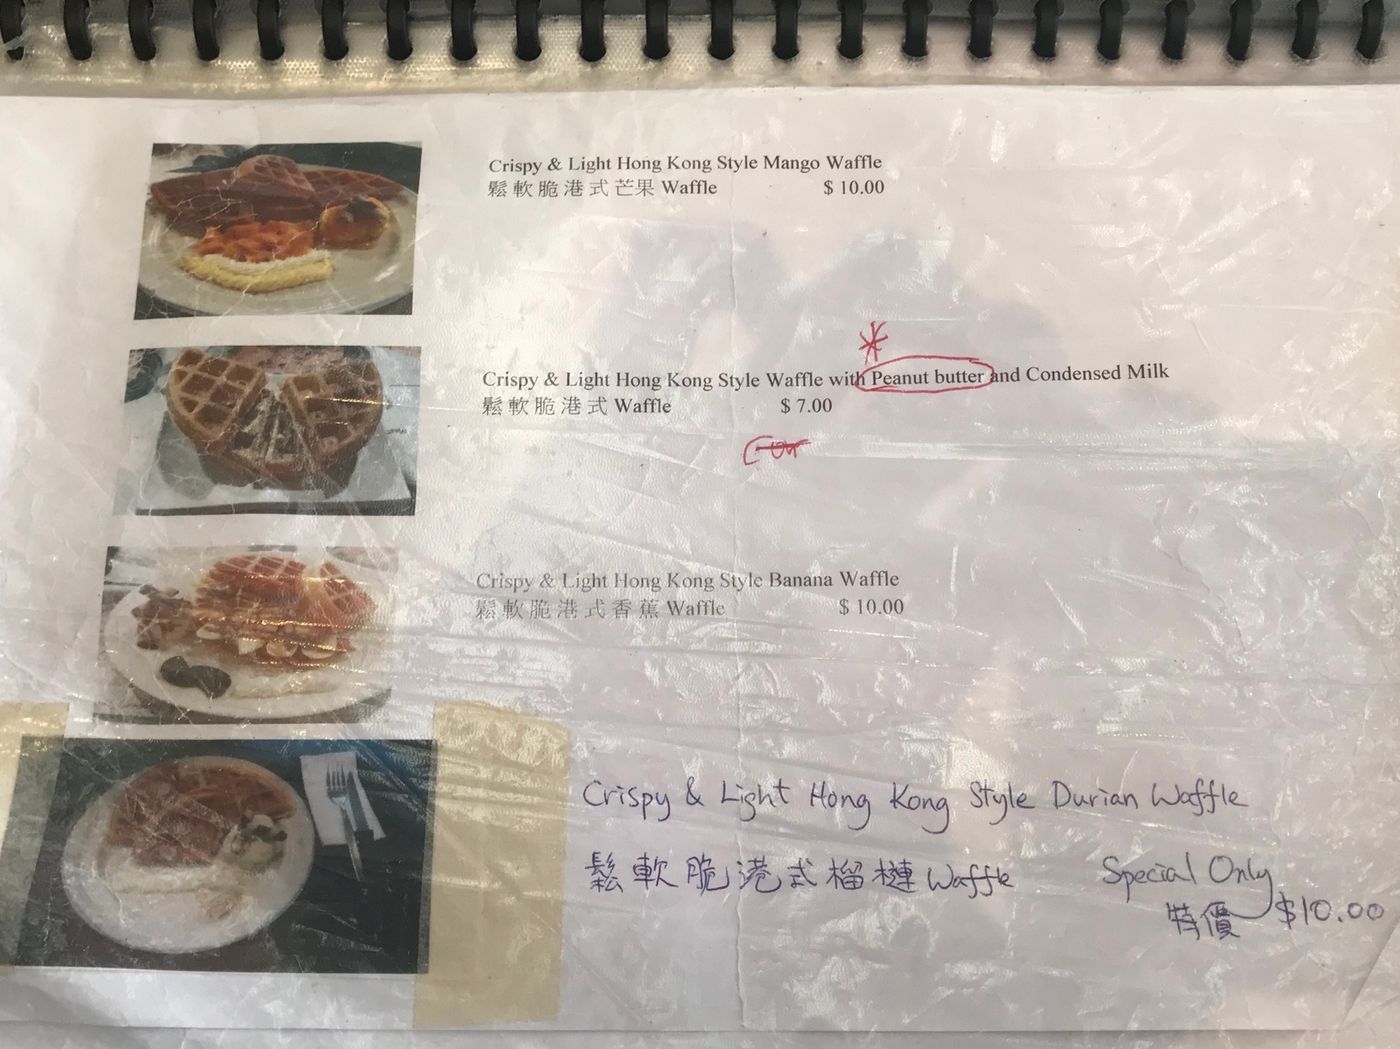 Crispy & Light Hong Kong Style Mango Waffle
鬆軟脆港式芒果 Waffle $ 10.00
*
Crispy & Light Hong Kong Style Waffle with Peanut butter and Condensed Milk
鬆軟脆港式 Waffle $ 7.00
Crispy & Light Hong Kong Style Banana Waffle
鬆軟脆港式香蕉 Waffle $ 10.00
Crispy & Light Hong Kong Style Durian Waffle
鬆軟脆港式榴槤 Waffle Special Only
特價 $10.00